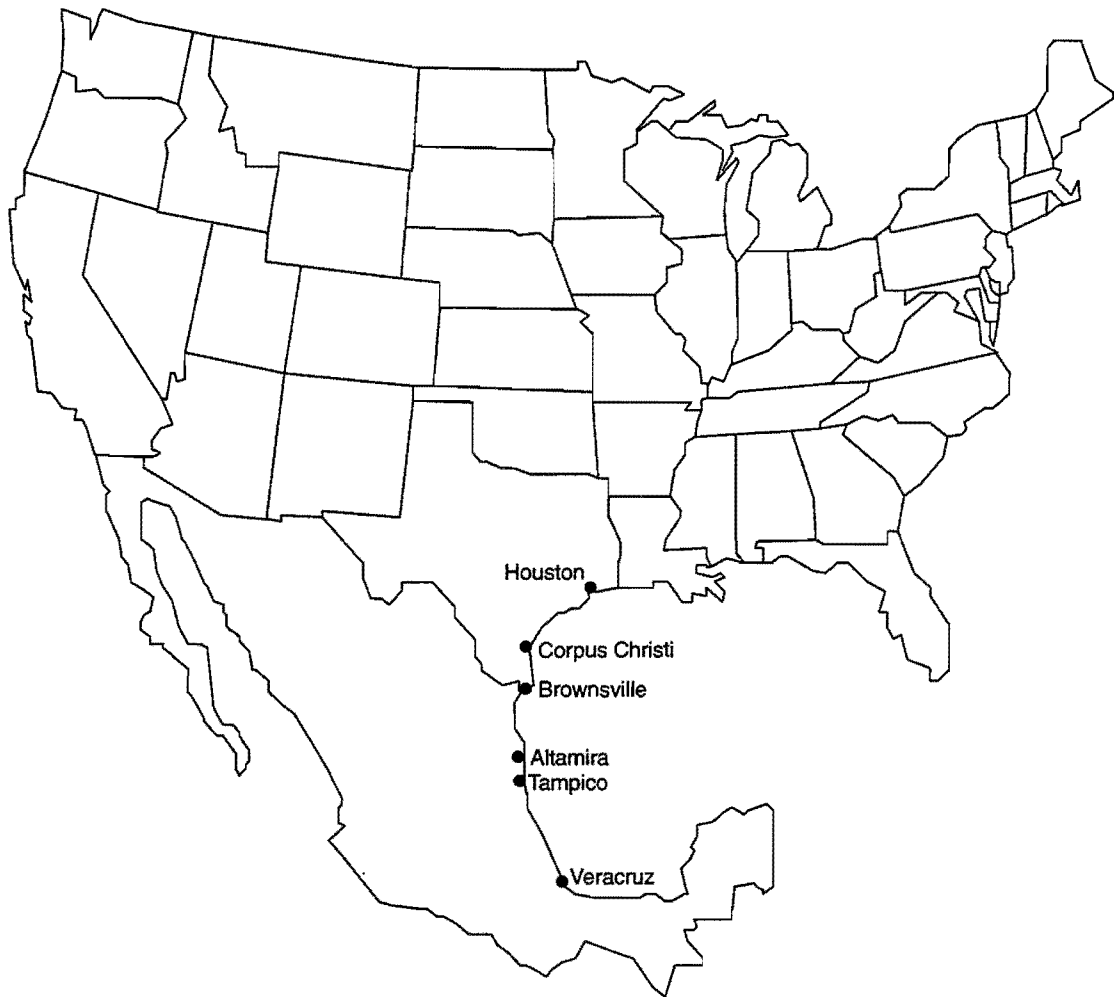 Houston
Corpus Christi
Brownsville
Altamira
Tampico
Veracruz